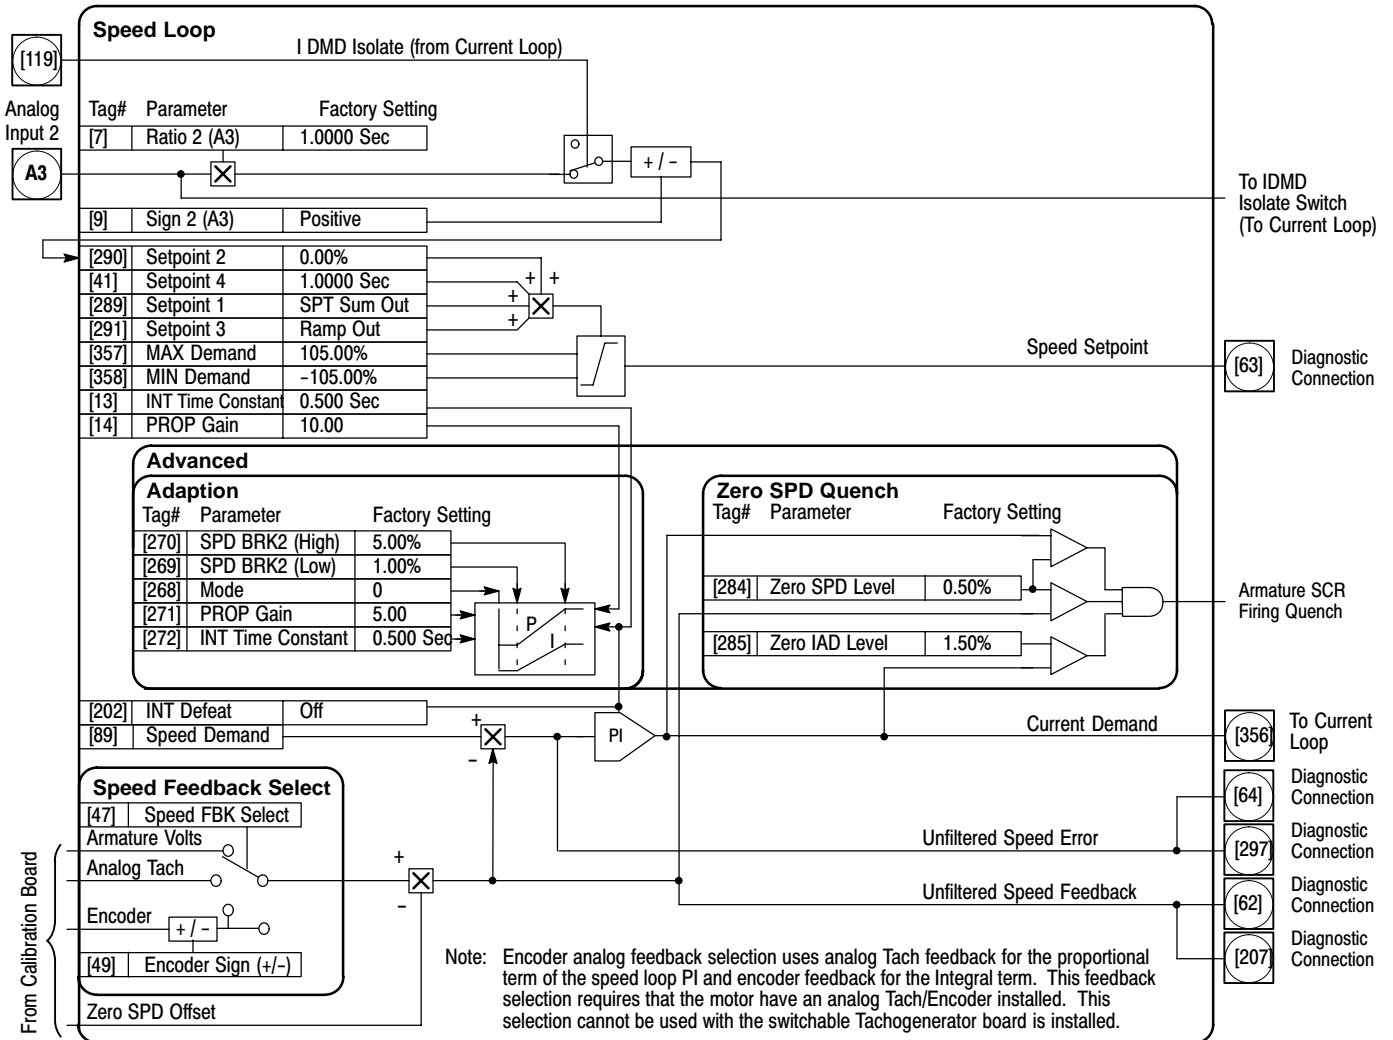 Speed Loop
[119]
I DMD Isolate (from Current Loop)
Analog
Input 2
Tag# Parameter Factory Setting
[7] Ratio 2 (A3) 1.0000 Sec
A3
+ / -
To IDMD
Isolate Switch
(To Current Loop)
[9] Sign 2 (A3) Positive
[290] Setpoint 2 0.00%
[41] Setpoint 4 1.0000 Sec
[289] Setpoint 1 SPT Sum Out
[291] Setpoint 3 Ramp Out
[357] MAX Demand 105.00%
[358] MIN Demand -105.00%
[13] INT Time Constant 0.500 Sec
[14] PROP Gain 10.00
+ +
+
+
Speed Setpoint
[63]
Diagnostic
Connection
Advanced
Adaption
Tag# Parameter Factory Setting
[270] SPD BRK2 (High) 5.00%
[269] SPD BRK2 (Low) 1.00%
[268] Mode 0
[271] PROP Gain 5.00
[272] INT Time Constant 0.500 Sec
P
I
Zero SPD Quench
Tag# Parameter Factory Setting
[284] Zero SPD Level 0.50%
[285] Zero IAD Level 1.50%
Armature SCR
Firing Quench
[202] INT Defeat Off
[89] Speed Demand
+
-
PI
Current Demand
[356]
To Current
Loop
Speed Feedback Select
[47] Speed FBK Select
Armature Volts
Analog Tach
Encoder
+ / -
[49] Encoder Sign (+/-)
Zero SPD Offset
From Calibration Board
+
-
[64]
Diagnostic
Connection
Unfiltered Speed Error
[297]
Diagnostic
Connection
Unfiltered Speed Feedback
[62]
Diagnostic
Connection
[207]
Diagnostic
Connection
Note: Encoder analog feedback selection uses analog Tach feedback for the proportional
term of the speed loop PI and encoder feedback for the Integral term. This feedback
selection requires that the motor have an analog Tach/Encoder installed. This
selection cannot be used with the switchable Tachogenerator board is installed.